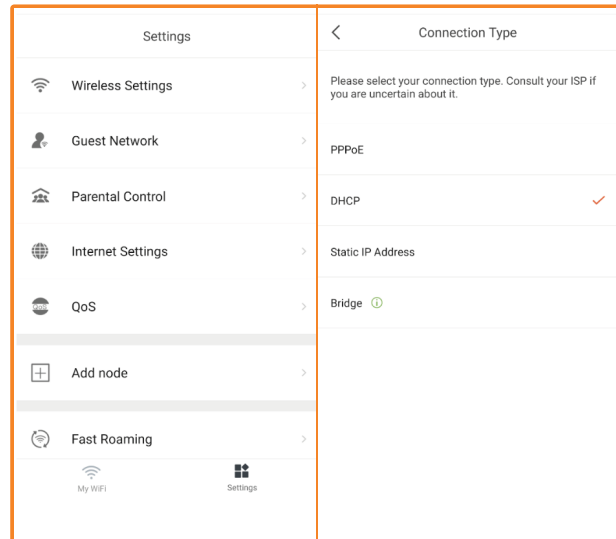 Settings
Wireless Settings
Guest Network
Parental Control
Internet Settings
QoS
QoS
Add node
Fast Roaming
My WiFi
Settings
Connection Type
Please select your connection type. Consult your ISP if
you are uncertain about it.
PPPoE
DHCP
Static IP Address
Bridge